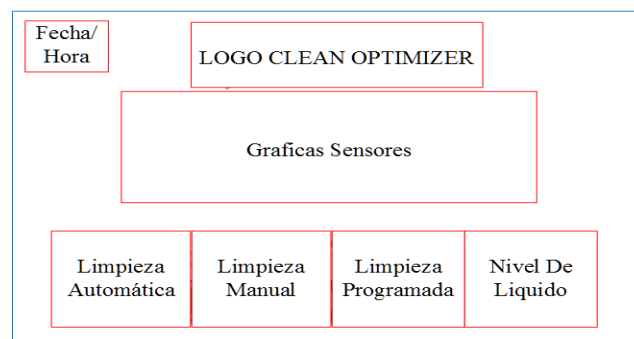 Fecha/
Hora
LOGO CLEAN OPTIMIZER
Graficas Sensores
Limpieza
Automática
Limpieza
Manual
Limpieza
Programada
Nivel De
Liquido